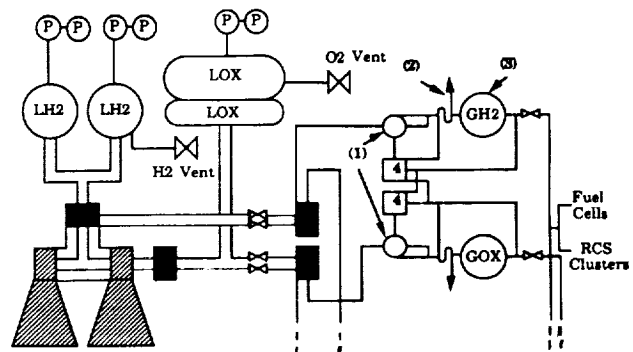 P P
P P
P P
LOX
LOX
LH2
LH2
O2 Vent
H2 Vent
(1)
(2)
(3)
GH2
4
4
GOX
Fuel
Cells
RCS
Clusters